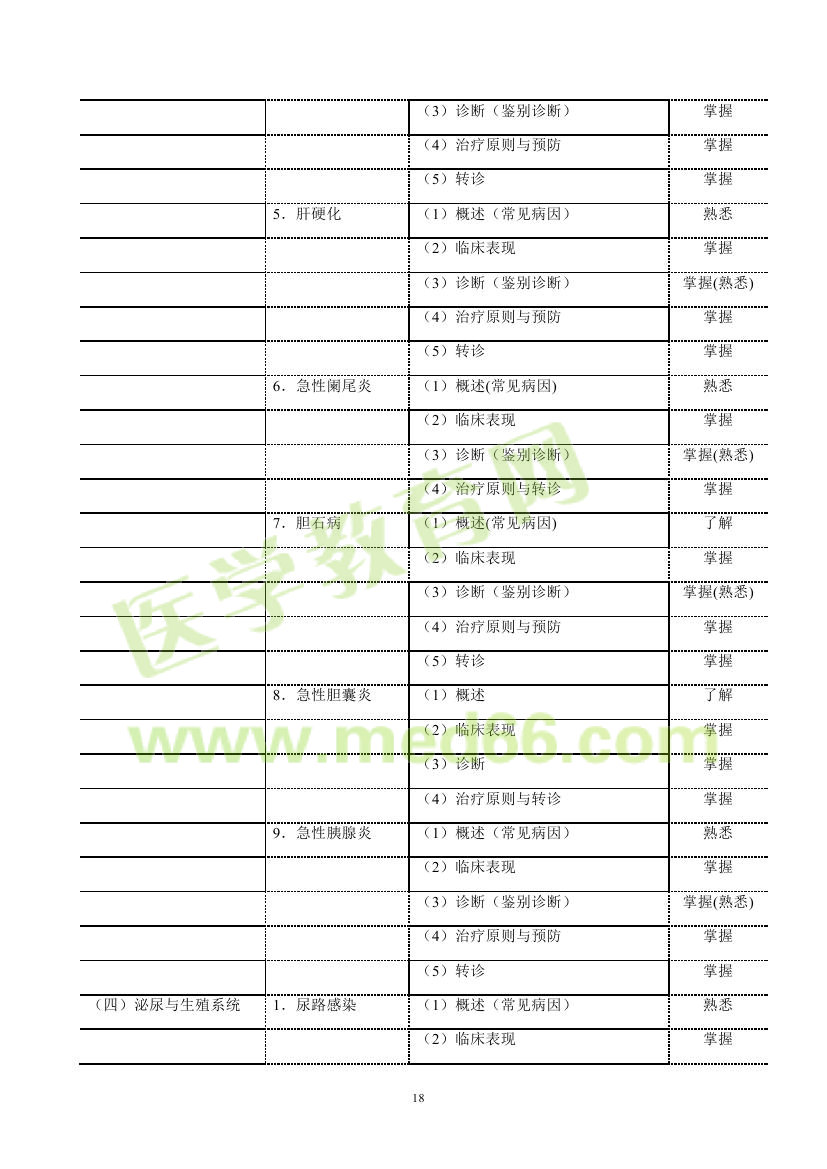 （3）诊断（鉴别诊断） 掌握
（4）治疗原则与预防 掌握
（5）转诊 掌握
5．肝硬化 （1）概述（常见病因） 熟悉
（2）临床表现 掌握
（3）诊断（鉴别诊断） 掌握(熟悉)
（4）治疗原则与预防 掌握
（5）转诊 掌握
6．急性阑尾炎 （1）概述(常见病因) 熟悉
（2）临床表现 掌握
（3）诊断（鉴别诊断） 掌握(熟悉)
（4）治疗原则与转诊 掌握
7．胆石病 （1）概述(常见病因) 了解
（2）临床表现 掌握
（3）诊断（鉴别诊断） 掌握(熟悉)
（4）治疗原则与预防 掌握
（5）转诊 掌握
8．急性胆囊炎 （1）概述 了解
（2）临床表现 掌握
（3）诊断 掌握
（4）治疗原则与转诊 掌握
9．急性胰腺炎 （1）概述（常见病因） 熟悉
（2）临床表现 掌握
（3）诊断（鉴别诊断） 掌握(熟悉)
（4）治疗原则与预防 掌握
（5）转诊 掌握
（四）泌尿与生殖系统 1．尿路感染 （1）概述（常见病因） 熟悉
（2）临床表现 掌握
医学教育网
www.med66.com
18